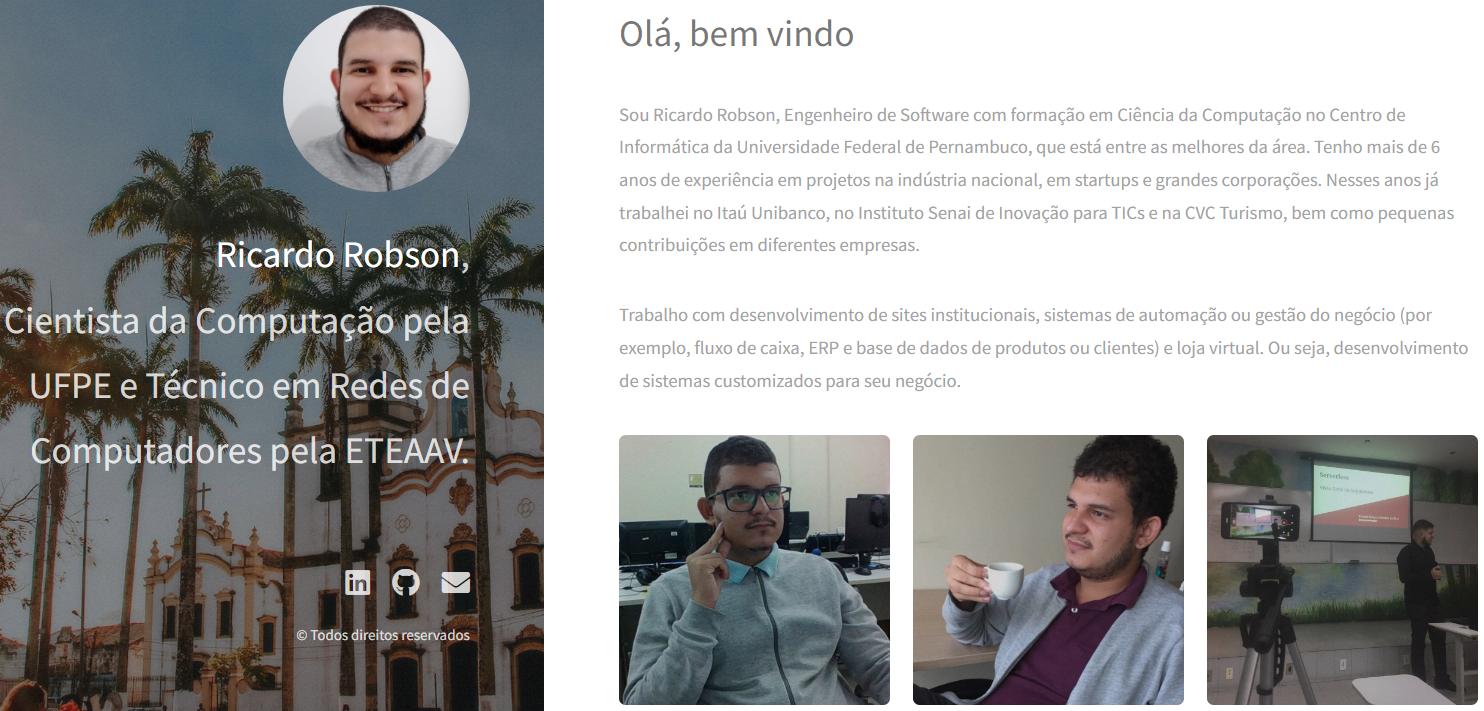 Ricardo Robson,
Cientista da Computação pela
UFPE e Técnico em Redes de
Computadores pela ETEAAV.
in
© Todos direitos reservados
Olá, bem vindo
Sou Ricardo Robson, Engenheiro de Software com formação em Ciência da Computação no Centro de
Informática da Universidade Federal de Pernambuco, que está entre as melhores da área. Tenho mais de 6
anos de experiência em projetos na indústria nacional, em startups e grandes corporações. Nesses anos já
trabalhei no Itaú Unibanco, no Instituto Senai de Inovação para TICs e na CVC Turismo, bem como pequenas
contribuições em diferentes empresas.
Trabalho com desenvolvimento de sites institucionais, sistemas de automação ou gestão do negócio (por
exemplo, fluxo de caixa, ERP e base de dados de produtos ou clientes) e loja virtual. Ou seja, desenvolvimento
de sistemas customizados para seu negócio.
Serverless